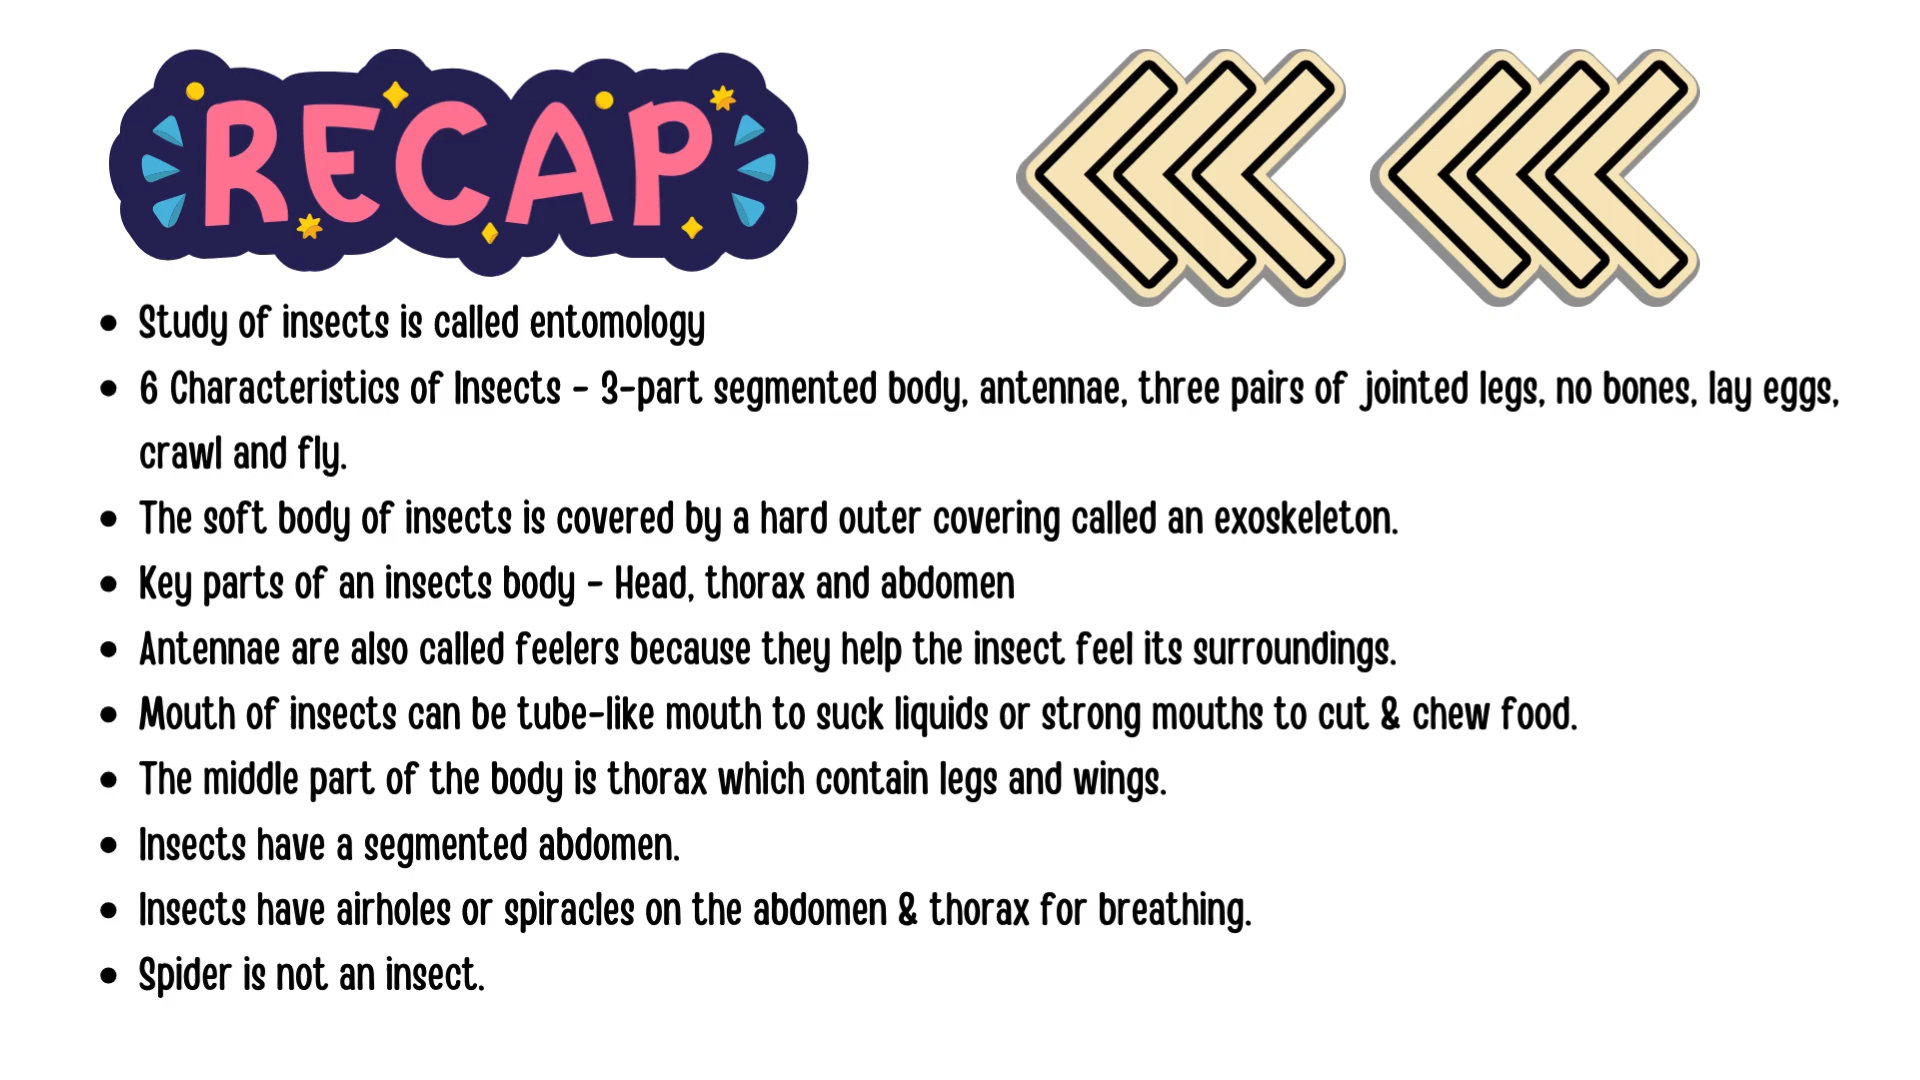 RECAP
• Study of insects is called entomology
• 6 Characteristics of Insects - 3-part segmented body, antennae, three pairs of jointed legs, no bones, lay eggs,
crawl and fly.
• The soft body of insects is covered by a hard outer covering called an exoskeleton.
• Key parts of an insects body - Head, thorax and abdomen
• Antennae are also called feelers because they help the insect feel its surroundings.
• Mouth of insects can be tube-like mouth to suck liquids or strong mouths to cut & chew food.
• The middle part of the body is thorax which contain legs and wings.
• Insects have a segmented abdomen.
• Insects have airholes or spiracles on the abdomen & thorax for breathing.
• Spider is not an insect.